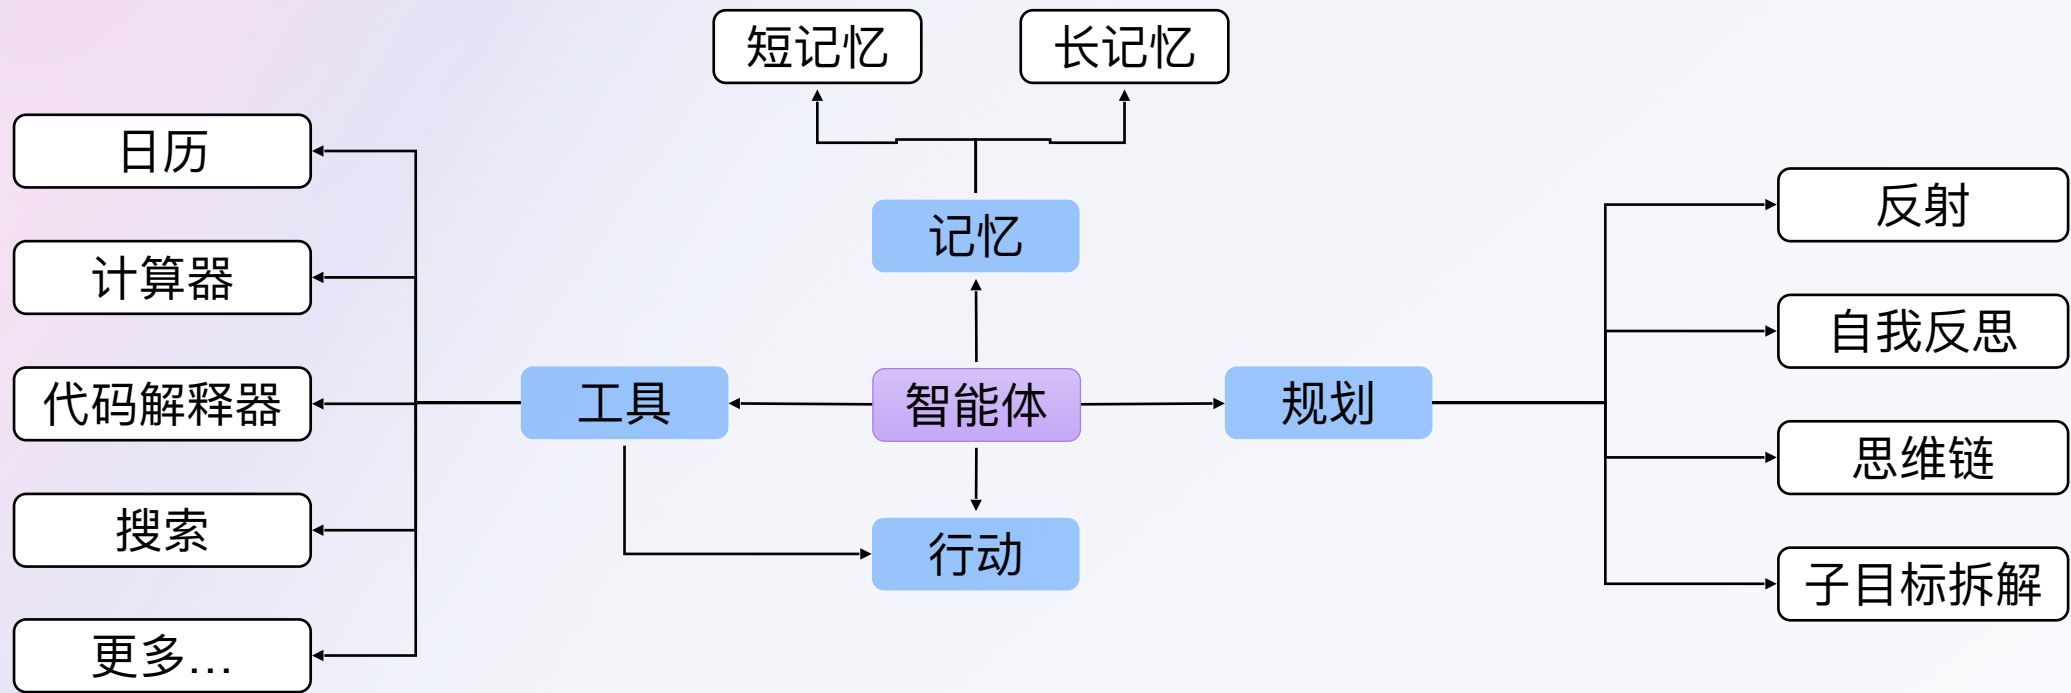 短记忆
长记忆
日历
计算器
代码解释器
搜索
更多...
记忆
工具
智能体
规划
行动
反射
自我反思
思维链
子目标拆解